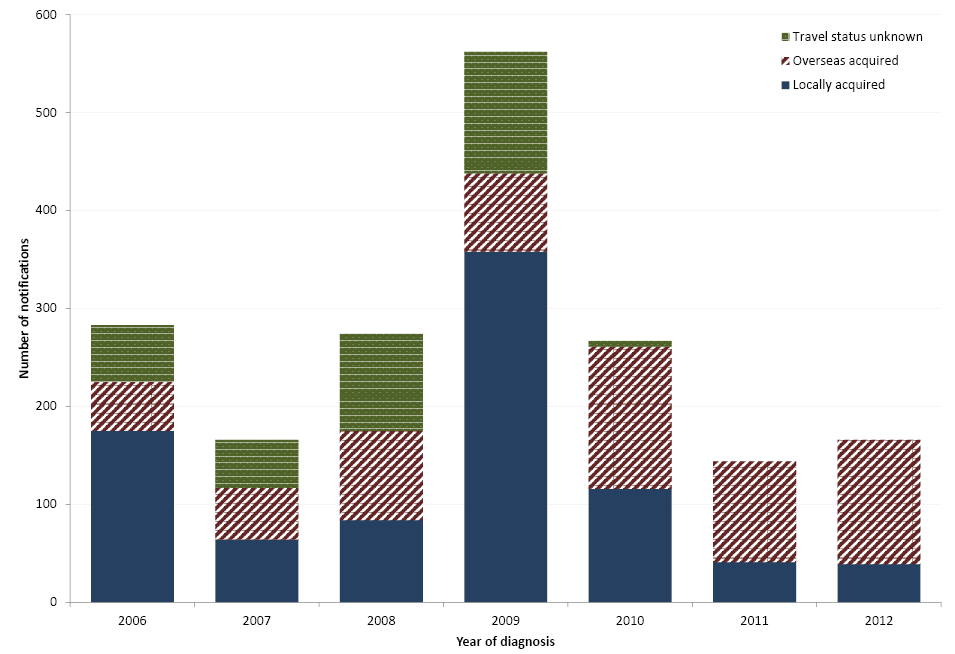 600
Travel status unknown
Overseas acquired
Locally acquired
500
400
300
200
100
0
Number of notifications
2006 2007 2008 2009 2010 2011 2012
Year of diagnosis